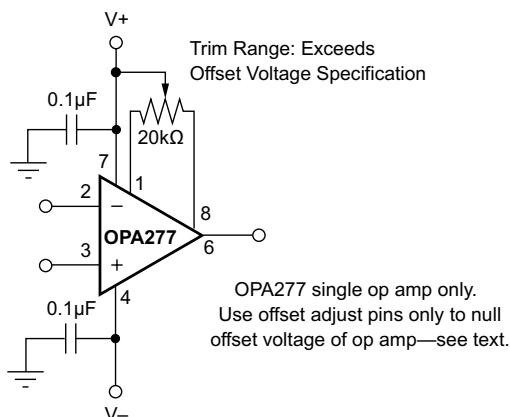 V+
Trim Range: Exceeds
Offset Voltage Specification
0.1µF
20kΩ
7
1
2
8
–
OPA277
6
3
+
4
OPA277 single op amp only.
Use offset adjust pins only to null
offset voltage of op amp—see text.
0.1µF
V–